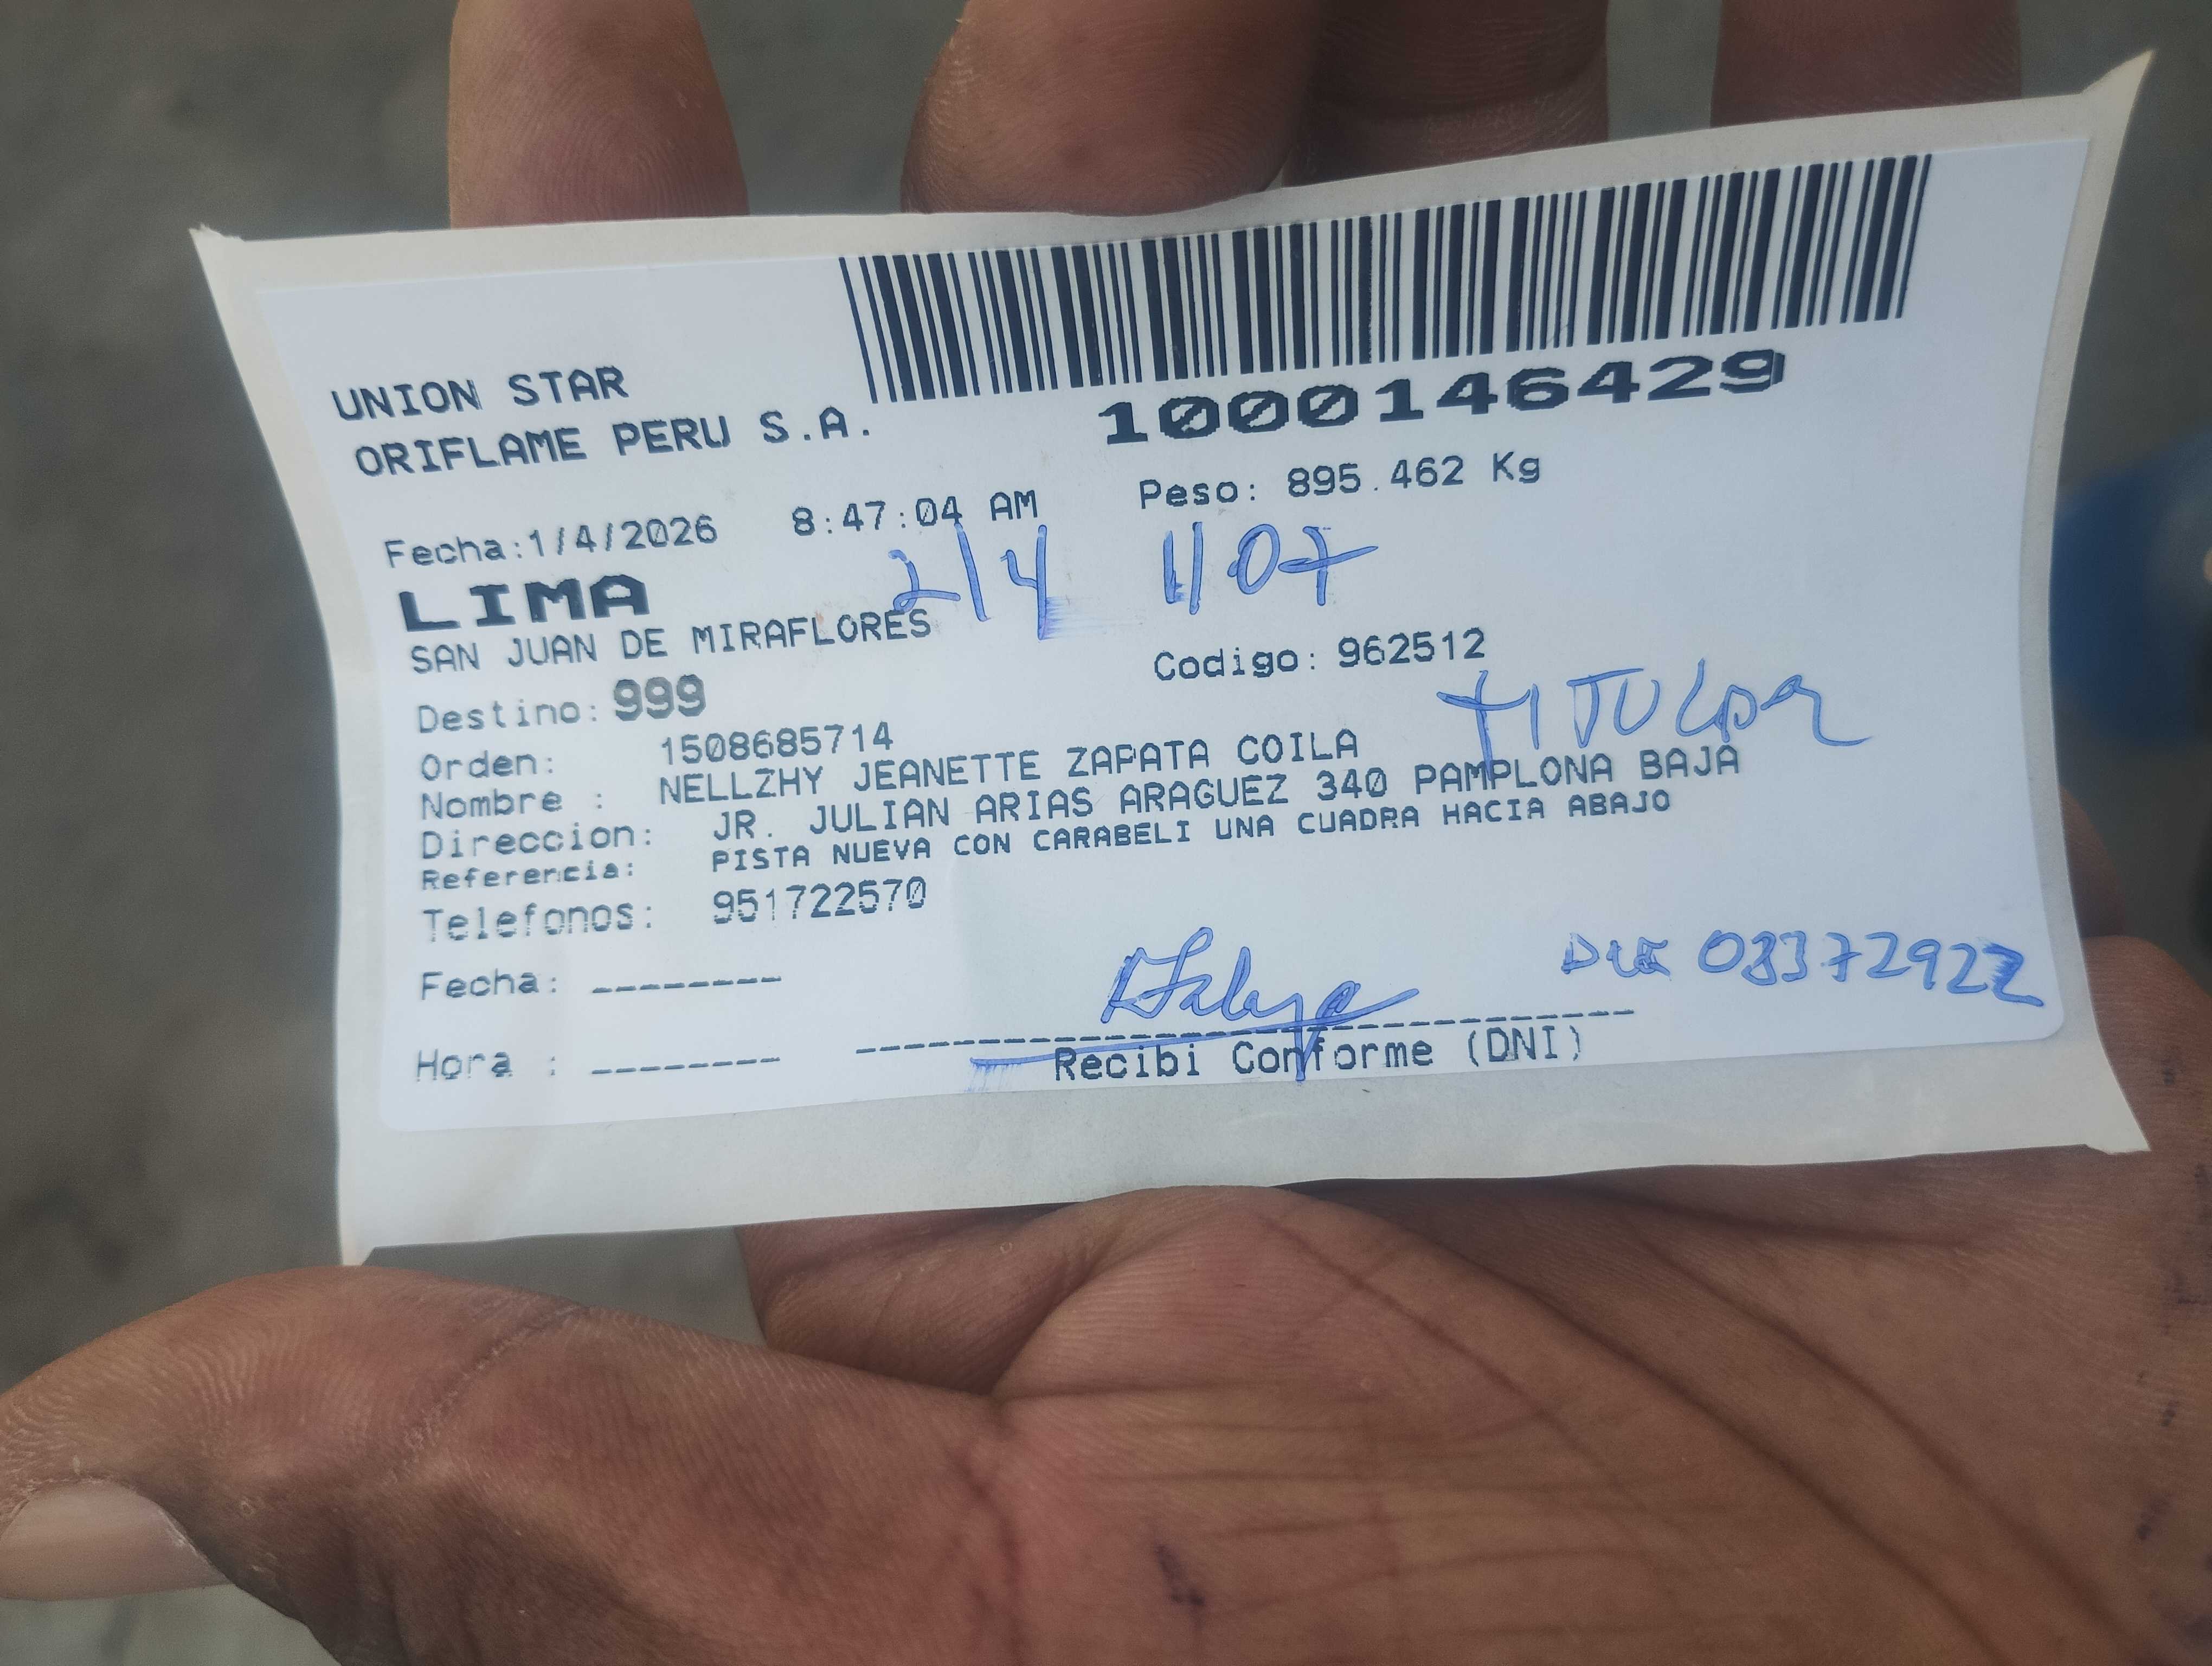 UNION STAR
ORIFLAME PERU S.A.
1000146429
Fecha:1/4/2026 8:47:04 AM Peso: 895.462 Kg
2/4 1107
LIMA
SAN JUAN DE MIRAFLORES
Destino: 999 Codigo: 962512
Orden: 1508685714
Nombre : NELLZHY JEANETTE ZAPATA COILA
Direccion: JR. JULIAN ARIAS ARAGUEZ 340 PAMPLONA BAJA
Referencia: PISTA NUEVA CON CARABELI UNA CUADRA HACIA ABAJO
Telefonos: 951722570
08372922
Fecha: --------
Hora : --------
Recibi Conforme (DNI)